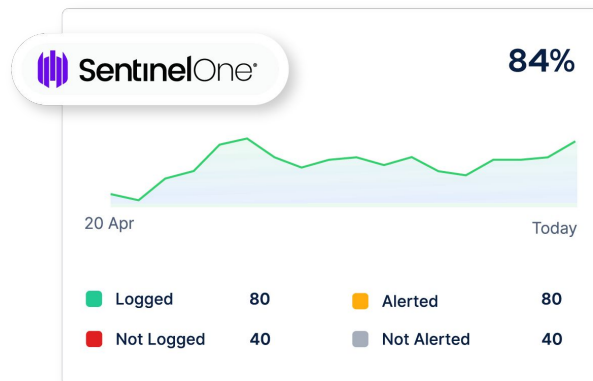 SentinelOne
84%
20 Apr
Today
Logged 80 Alerted 80
Not Logged 40 Not Alerted 40